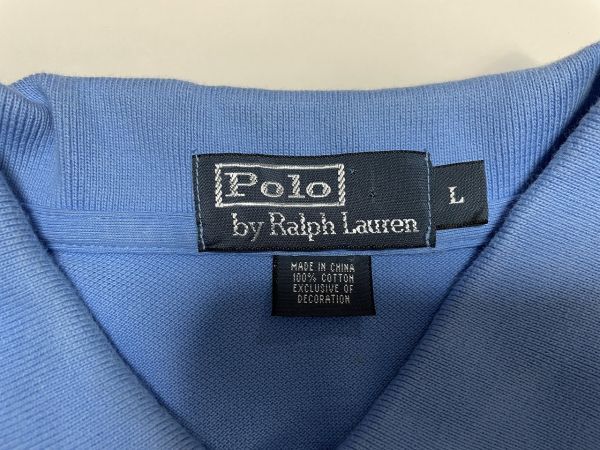 Polo
by Ralph Lauren
L
MADE IN CHINA
100% COTTON
EXCLUSIVE OF
DECORATION